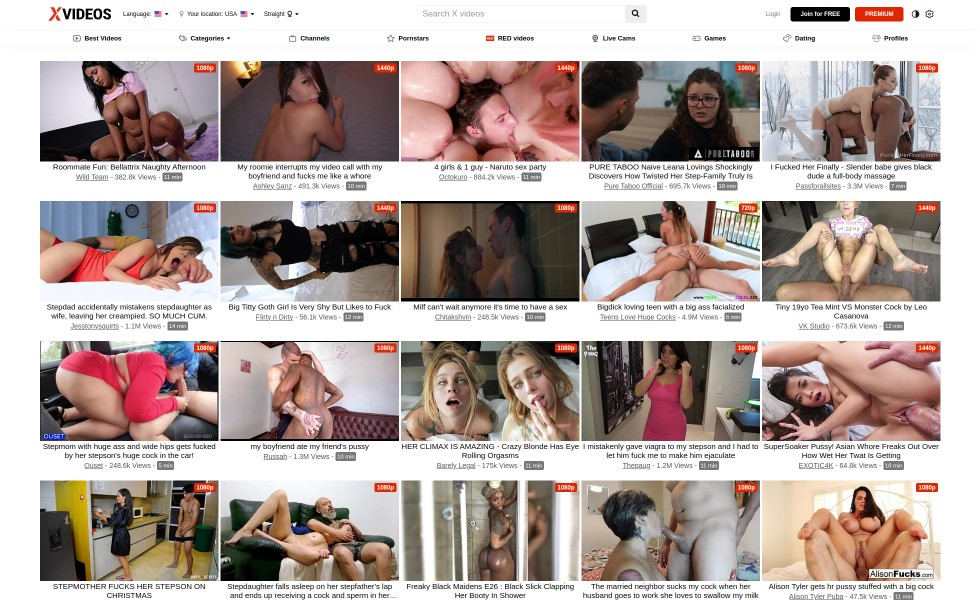 XVIDEOS
Language:
Your location: USA
Straight
Search X videos
Login
Join for FREE
PREMIUM
Best Videos
Categories
Channels
Pornstars
RED videos
Live Cams
Games
Dating
Profiles
1080p
1440p
1440p
1080p
PURETABOO
1080p
FuckedHerFinally.com
Roommate Fun: Bellattrix Naughty Afternoon
Wild Team - 382.8k Views - 11 min
My roomie interrupts my video call with my
boyfriend and fucks me like a whore
Ashley Sanz - 491.3k Views - 10 min
4 girls & 1 guy - Naruto sex party
Octokuro - 884.2k Views - 11 min
PURE TABOO Naive Leana Lovings Shockingly
Discovers How Twisted Her Step-Family Truly Is
Pure Taboo Official - 695.7k Views - 18 min
I Fucked Her Finally - Slender babe gives black
dude a full-body massage
Passforallsites - 3.3M Views - 7 min
1080p
1440p
1080p
720p
1440p
Stepdad accidentally mistakens stepdaughter as
wife, leaving her creampied. SO MUCH CUM.
Jesstonysquirts - 1.1M Views - 14 min
Big Titty Goth Girl Is Very Shy But Likes to Fuck
Flirty n Dirty - 56.1k Views - 12 min
Milf can't wait anymore it's time to have a sex
Chriakshvin - 248.5k Views - 10 min
Bigdick loving teen with a big ass facialized
Teens Love Huge Cocks - 4.9M Views - 8 min
Tiny 19yo Tea Mint VS Monster Cock by Leo
Casanova
VK Studio - 673.6k Views - 12 min
1080p
OUSET
1080p
1080p
The
1080p
1440p
Stepmom with huge ass and wide hips gets fucked
by her stepson's huge cock in the car!
Ouset - 248.6k Views - 5 min
my boyfriend ate my friend's pussy
Russah - 1.3M Views - 10 min
HER CLIMAX IS AMAZING - Crazy Blonde Has Eye
Rolling Orgasms
Barely Legal - 175k Views - 11 min
I mistakenly gave viagra to my stepson and I had to
let him fuck me to make him ejaculate
Thepaug - 1.2M Views - 11 min
SuperSoaker Pussy! Asian Whore Freaks Out Over
How Wet Her Twat Is Getting
EXOTIC4K - 64.8k Views - 18 min
1080p
1080p
1080p
1080p
1080p
AlisonFucks.com
STEPMOTHER FUCKS HER STEPSON ON
CHRISTMAS
Stepdaughter falls asleep on her stepfather's lap
and ends up receiving a cock and sperm in her...
Freaky Black Maidens E26 : Black Slick Clapping
Her Booty In Shower
The married neighbor sucks my cock when her
husband goes to work she loves to swallow my milk
Alison Tyler gets hr pussy stuffed with a big cock
Alison Tyler Puba - 47.5k Views - 11 min